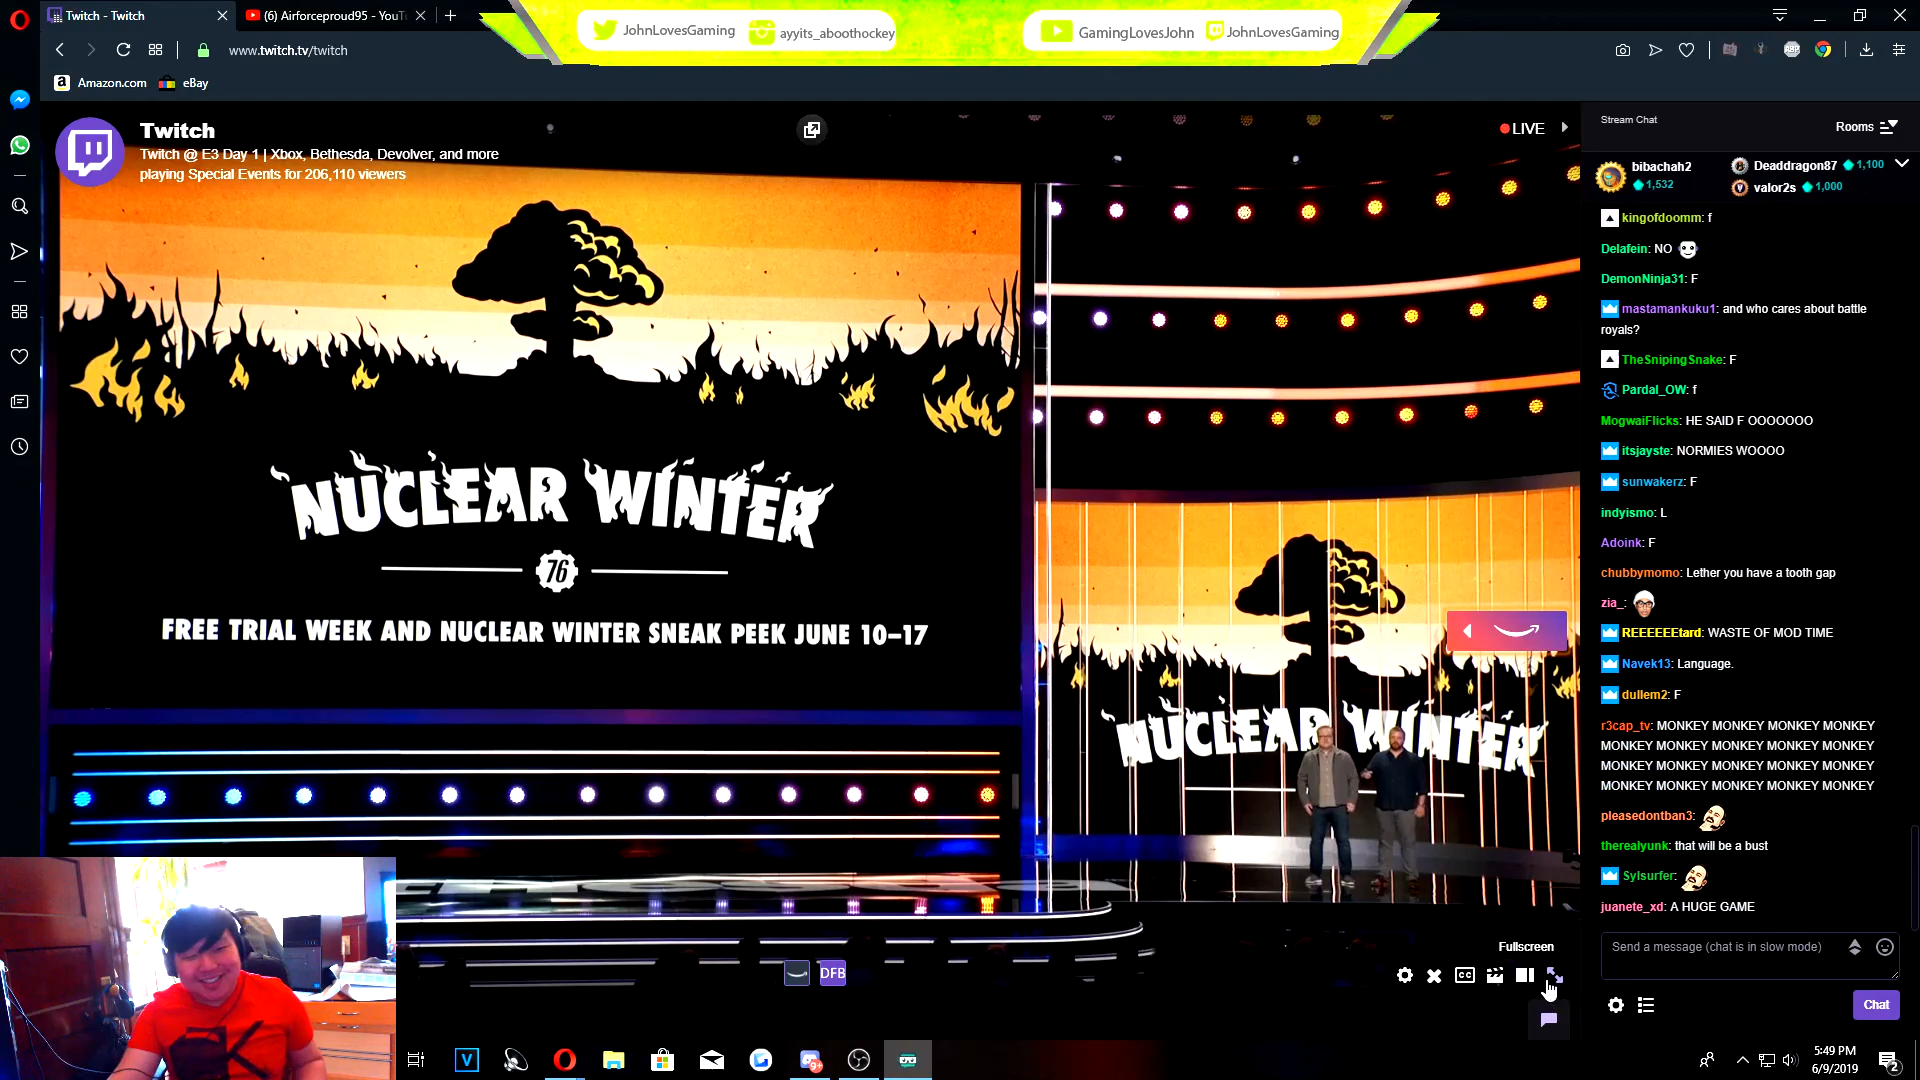 Twitch - Twitch
(6) Airforceproud95 - YouT
JohnLovesGaming
ayyits_aboothockey
GamingLovesJohn
JohnLovesGaming
www.twitch.tv/twitch
ABP
a Amazon.com
eBay
Twitch
Twitch @ E3 Day 1 | Xbox, Bethesda, Devolver, and more
playing Special Events for 206,110 viewers
LIVE
NUCLEAR WINTER
76
FREE TRIAL WEEK AND NUCLEAR WINTER SNEAK PEEK JUNE 10-17
NUCLEAR WINTER
Stream Chat
Rooms
bibachah2
1,532
Deaddragon87 1,100
valor2s 1,000
kingofdoomm: f
Delafein: NO
DemonNinja31: F
mastamankuku1: and who cares about battle
royals?
TheSnipingSnake: F
Pardal_OW: f
MogwaiFlicks: HE SAID F OOOOOOO
itsjayste: NORMIES WOOOO
sunwakerz: F
indyismo: L
Adoink: F
chubbymomo: Lether you have a tooth gap
zia_:
REEEEEEtard: WASTE OF MOD TIME
Navek13: Language.
dullem2: F
r3cap_tv: MONKEY MONKEY MONKEY MONKEY
MONKEY MONKEY MONKEY MONKEY MONKEY
MONKEY MONKEY MONKEY MONKEY MONKEY
MONKEY MONKEY MONKEY MONKEY MONKEY
pleasedontban3:
therealyunk: that will be a bust
Sylsurfer:
juanete_xd: A HUGE GAME
Send a message (chat is in slow mode)
Chat
Fullscreen
CC
DFB
V
9+
5:49 PM
6/9/2019
2